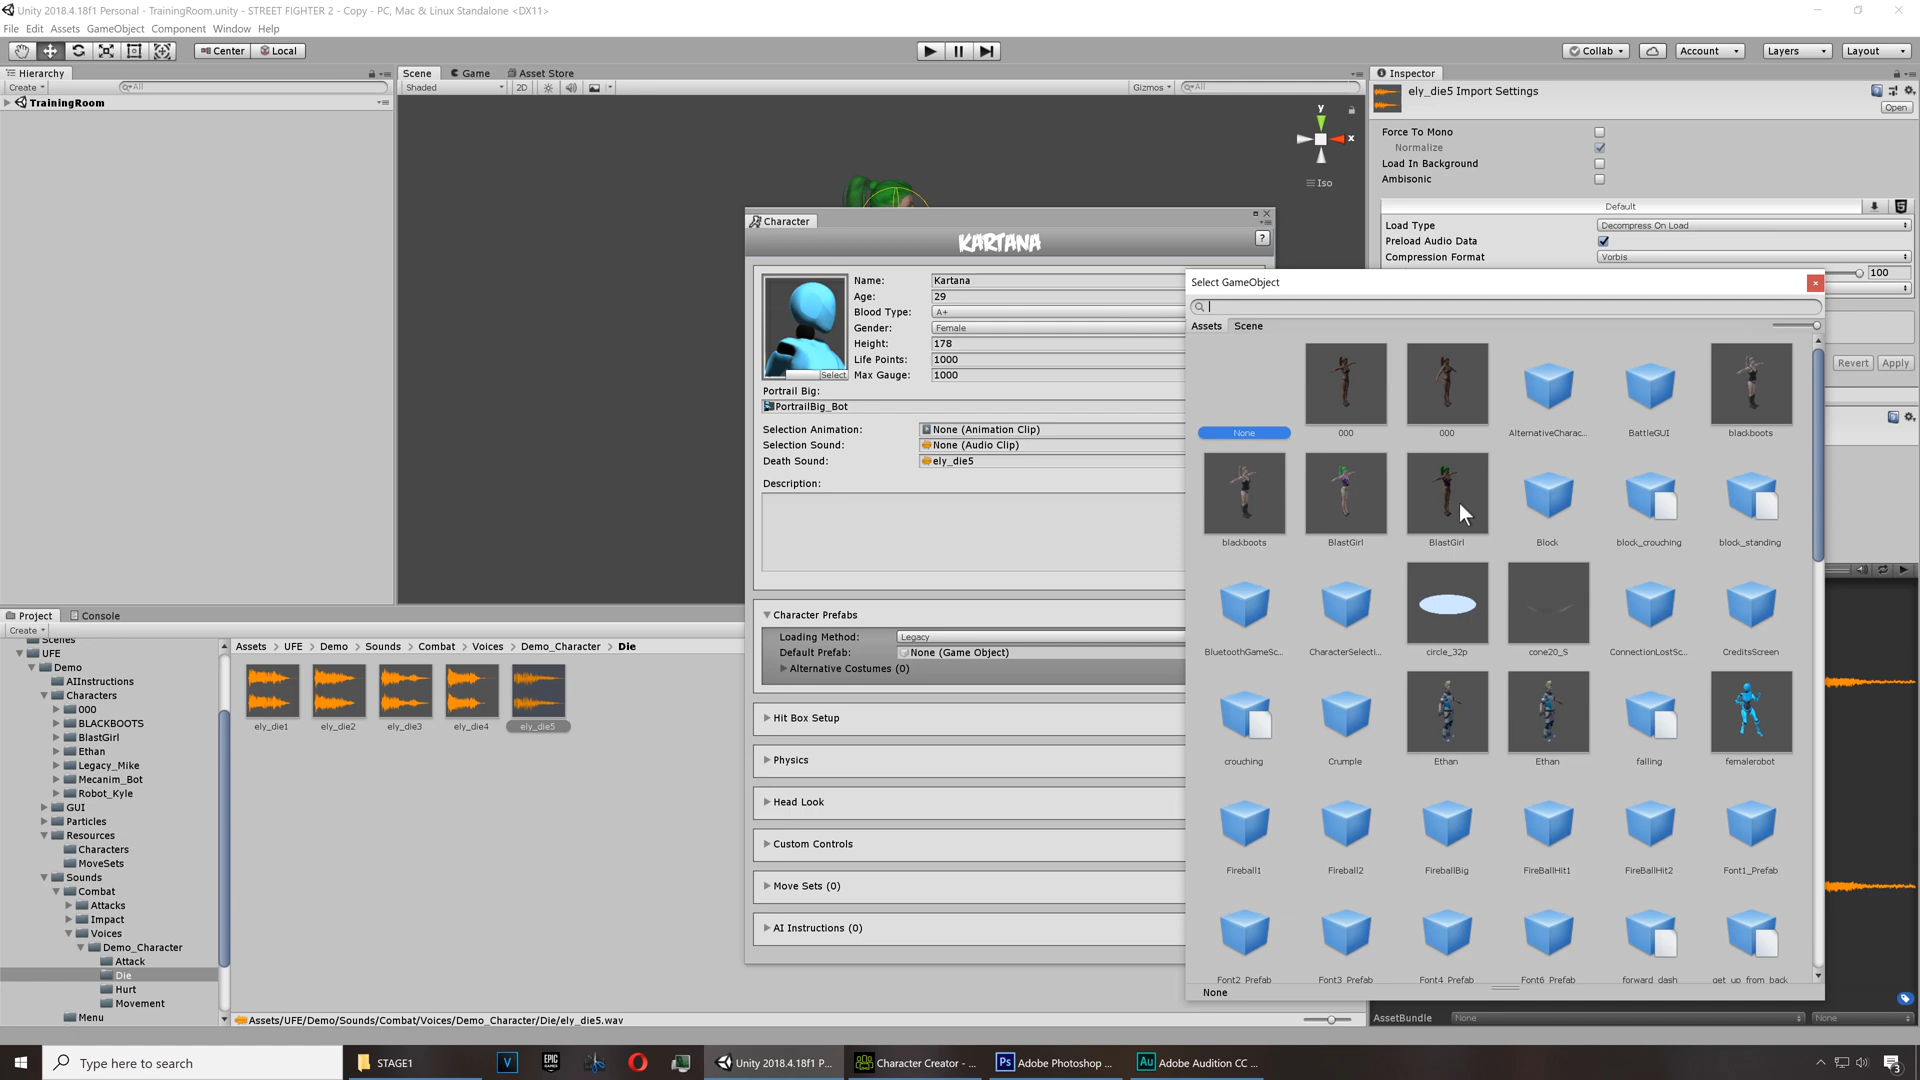 Unity 2018.4.18f1 Personal - TrainingRoom.unity - STREET FIGHTER 2 - Copy - PC, Mac & Linux Standalone <DX11>
File Edit Assets GameObject Component Window Help
Center Local Collab Account Layers Layout
Hierarchy
Create All
TrainingRoom
Scene Game Asset Store
Shaded 2D Gizmos All
y
x
Iso
Inspector
ely_die5 Import Settings
Open
Force To Mono
Normalize
Load In Background
Ambisonic
Default
Load Type Decompress On Load
Preload Audio Data
Compression Format Vorbis
100
Revert Apply
Character
KARTANA
?
Select
Name: Kartana
Age: 29
Blood Type: A+
Gender: Female
Height: 178
Life Points: 1000
Max Gauge: 1000
Portrail Big:
PortrailBig_Bot
Selection Animation: None (Animation Clip)
Selection Sound: None (Audio Clip)
Death Sound: ely_die5
Description:
Character Prefabs
Loading Method: Legacy
Default Prefab: None (Game Object)
Alternative Costumes (0)
Hit Box Setup
Physics
Head Look
Custom Controls
Move Sets (0)
AI Instructions (0)
Select GameObject
Assets Scene
None 000 000 AlternativeCharac... BattleGUI blackboots
blackboots BlastGirl BlastGirl Block block_crouching block_standing
BluetoothGameSc... CharacterSelecti... circle_32p cone20_S ConnectionLostSc... CreditsScreen
crouching Crumple Ethan Ethan falling femalerobot
Fireball1 Fireball2 FireballBig FireBallHit1 FireBallHit2 Font1_Prefab
Font2_Prefab Font3_Prefab Font4_Prefab Font6_Prefab forward_dash get_up_from_back
None
Project Console
Create
Scenes
UFE
Demo
AIInstructions
Characters
000
BLACKBOOTS
BlastGirl
Ethan
Legacy_Mike
Mecanim_Bot
Robot_Kyle
GUI
Particles
Resources
Characters
MoveSets
Sounds
Combat
Attacks
Impact
Voices
Demo_Character
Attack
Die
Hurt
Movement
Menu
Assets UFE Demo Sounds Combat Voices Demo_Character Die
ely_die1 ely_die2 ely_die3 ely_die4 ely_die5
Assets/UFE/Demo/Sounds/Combat/Voices/Demo_Character/Die/ely_die5.wav
AssetBundle None None
Type here to search
STAGE1
V
EPIC GAMES
Unity 2018.4.18f1 P...
Character Creator - ...
Ps Adobe Photoshop ...
Au Adobe Audition CC ...
3